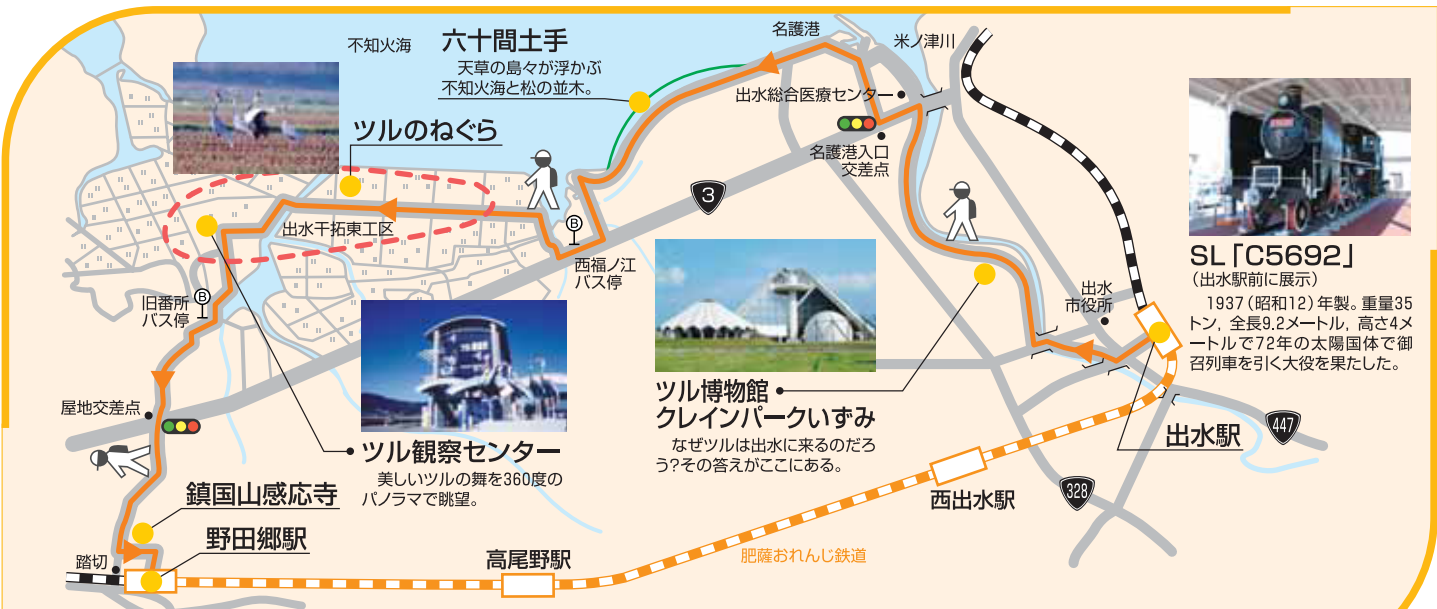 不知火海
六十間土手
天草の島々が浮かぶ
不知火海と松の並木。
名護港
米ノ津川
出水総合医療センター
名護港入口
交差点
ツルのねぐら
3
出水干拓東工区
B
西福ノ江
バス停
旧番所
バス停
B
屋地交差点
ツル観察センター
美しいツルの舞を360度の
パノラマで眺望。
ツル博物館
クレインパークいずみ
なぜツルは出水に来るのだろ
う?その答えがここにある。
出水
市役所
SL「C5692」
(出水駅前に展示)
1937(昭和12)年製。重量35
トン, 全長9.2メートル, 高さ4メ
ートルで72年の太陽国体で御
召列車を引く大役を果たした。
出水駅
447
328
西出水駅
肥薩おれんじ鉄道
高尾野駅
鎮国山感応寺
野田郷駅
踏切